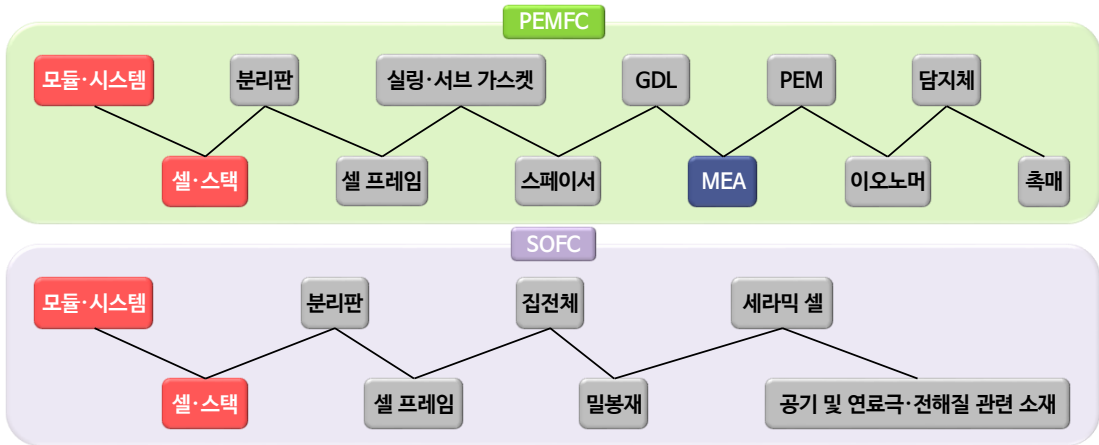 PEMFC
모듈·시스템
분리판
실링·서브 가스켓
GDL
PEM
담지체
셀·스택
셀 프레임
스페이서
MEA
이오노머
촉매
SOFC
모듈·시스템
분리판
집전체
세라믹 셀
셀·스택
셀 프레임
밀봉재
공기 및 연료극·전해질 관련 소재